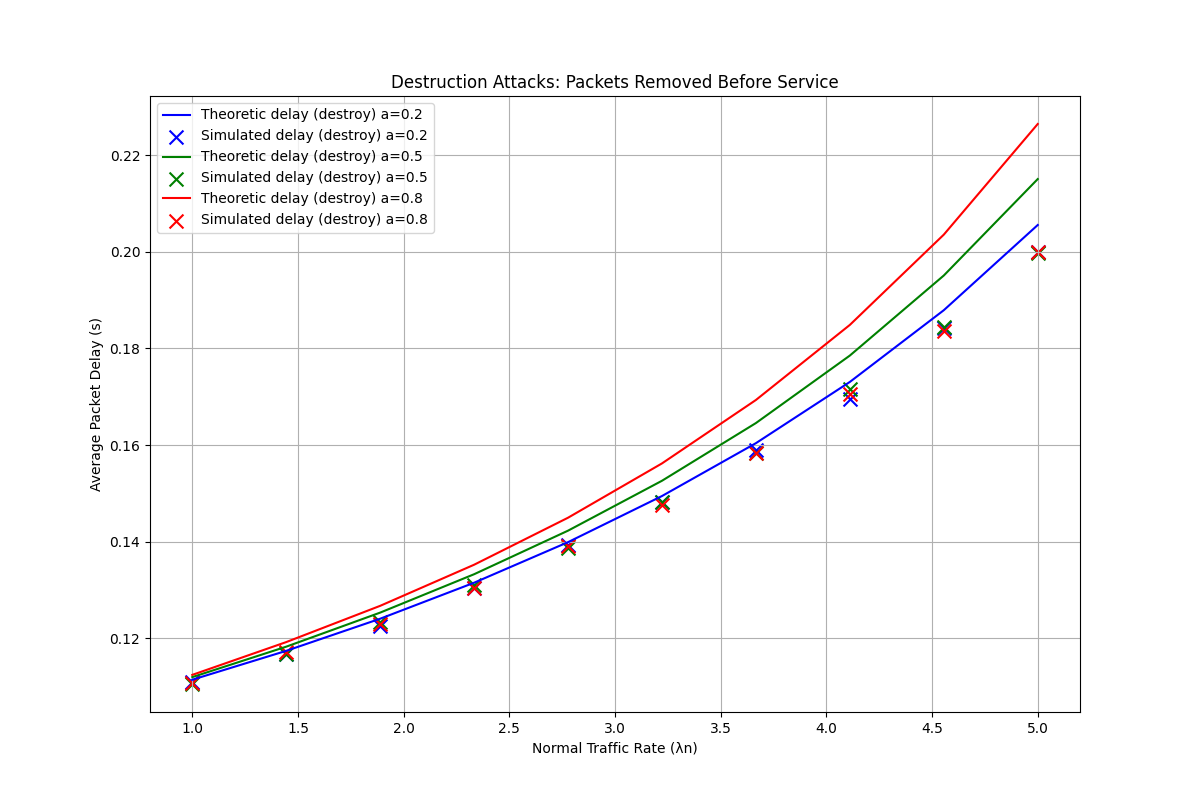 Destruction Attacks: Packets Removed Before Service
Theoretic delay (destroy) a=0.2
Simulated delay (destroy) a=0.2
Theoretic delay (destroy) a=0.5
Simulated delay (destroy) a=0.5
Theoretic delay (destroy) a=0.8
Simulated delay (destroy) a=0.8
Average Packet Delay (s)
0.22
0.20
0.18
0.16
0.14
0.12
1.0 1.5 2.0 2.5 3.0 3.5 4.0 4.5 5.0
Normal Traffic Rate (λn)